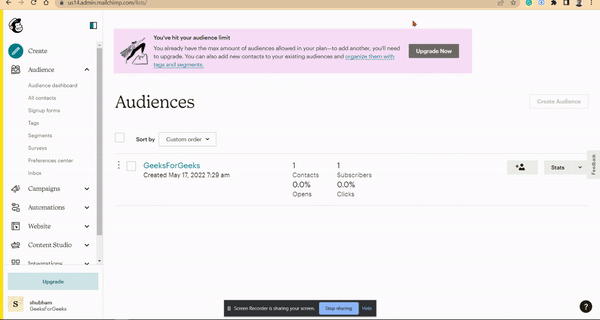 us14.admin.mailchimp.com/lists/
Create
Audience
Audience dashboard
All contacts
Signup forms
Tags
Segments
Surveys
Preferences center
Inbox
Campaigns
Automations
Website
Content Studio
Integrations
Upgrade
S
shubham
GeeksForGeeks
You've hit your audience limit
You already have the max amount of audiences allowed in your plan—to add another, you'll need
to upgrade. You can also add new contacts to your existing audiences and organize them with
tags and segments.
Upgrade Now
Audiences
Create Audience
Sort by
Custom order
GeeksForGeeks
Created May 17, 2022 7:29 am
1
Contacts
0.0%
Opens
1
Subscribers
0.0%
Clicks
Stats
Feedback
Screen Recorder is sharing your screen.
Stop sharing
Hide
?